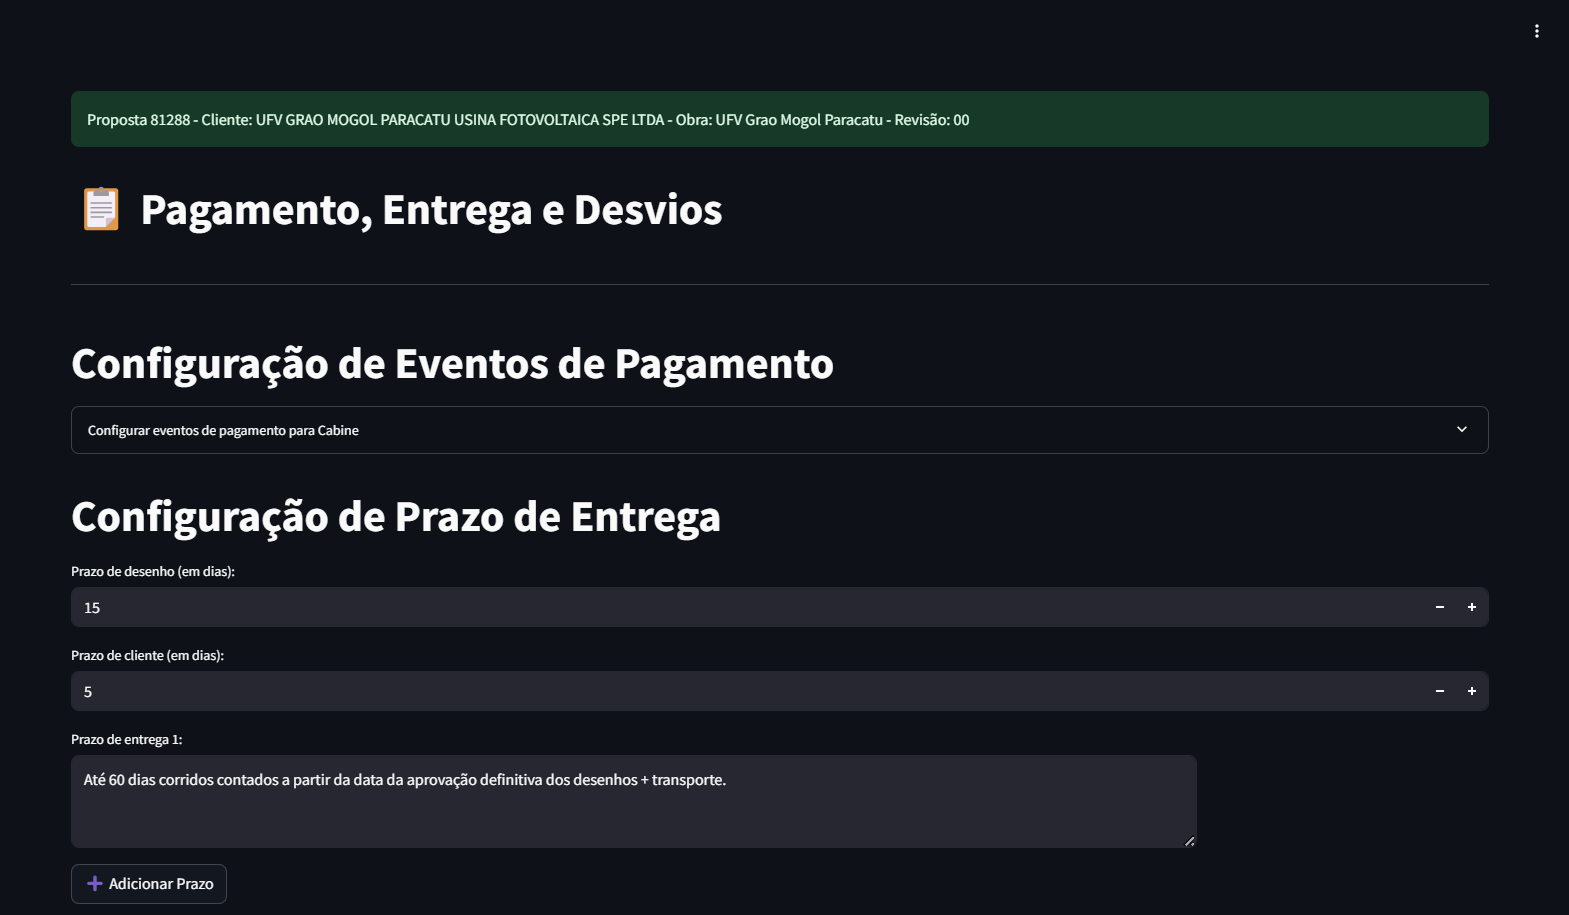 Proposta 81288 - Cliente: UFV GRAO MOGOL PARACATU USINA FOTOVOLTAICA SPE LTDA - Obra: UFV Grao Mogol Paracatu - Revisão: 00
Pagamento, Entrega e Desvios
Configuração de Eventos de Pagamento
Configurar eventos de pagamento para Cabine
Configuração de Prazo de Entrega
Prazo de desenho (em dias):
15
Prazo de cliente (em dias):
5
Prazo de entrega 1:
Até 60 dias corridos contados a partir da data da aprovação definitiva dos desenhos + transporte.
Adicionar Prazo